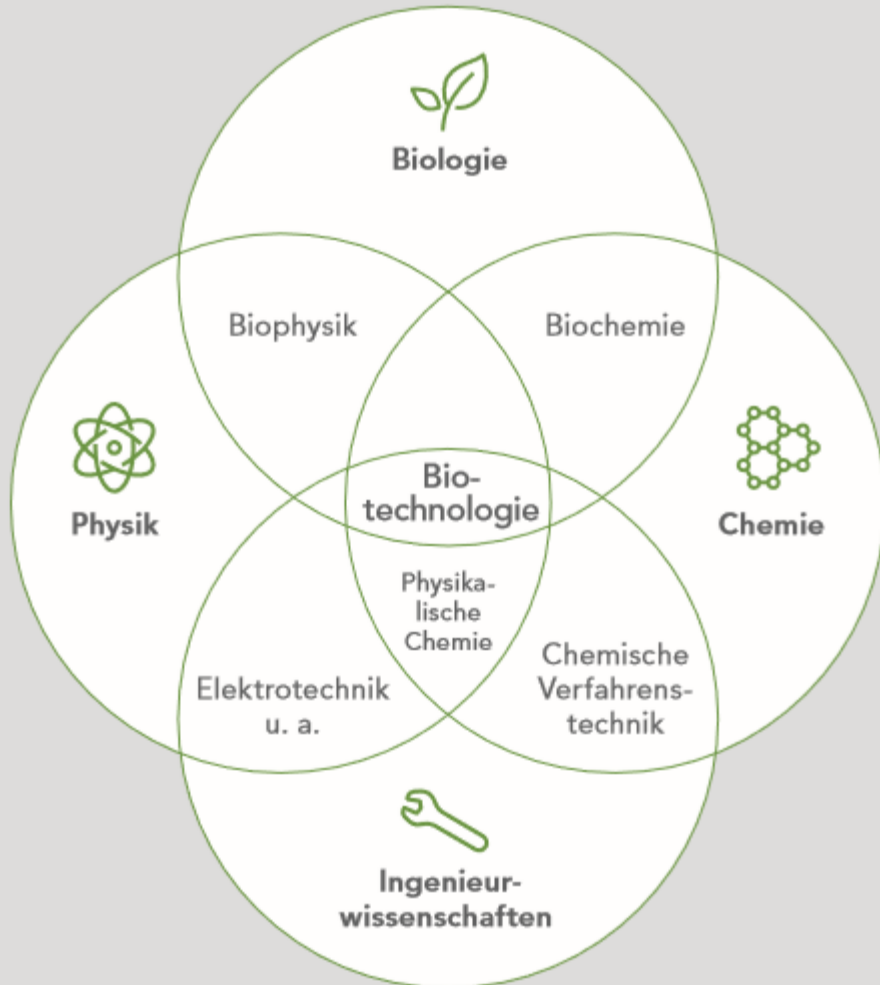 Biologie
Biophysik
Biochemie
Physik
Bio-
technologie
Chemie
Physika-
lische
Chemie
Elektrotechnik
u. a.
Chemische
Verfahrens-
technik
Ingenieur-
wissenschaften